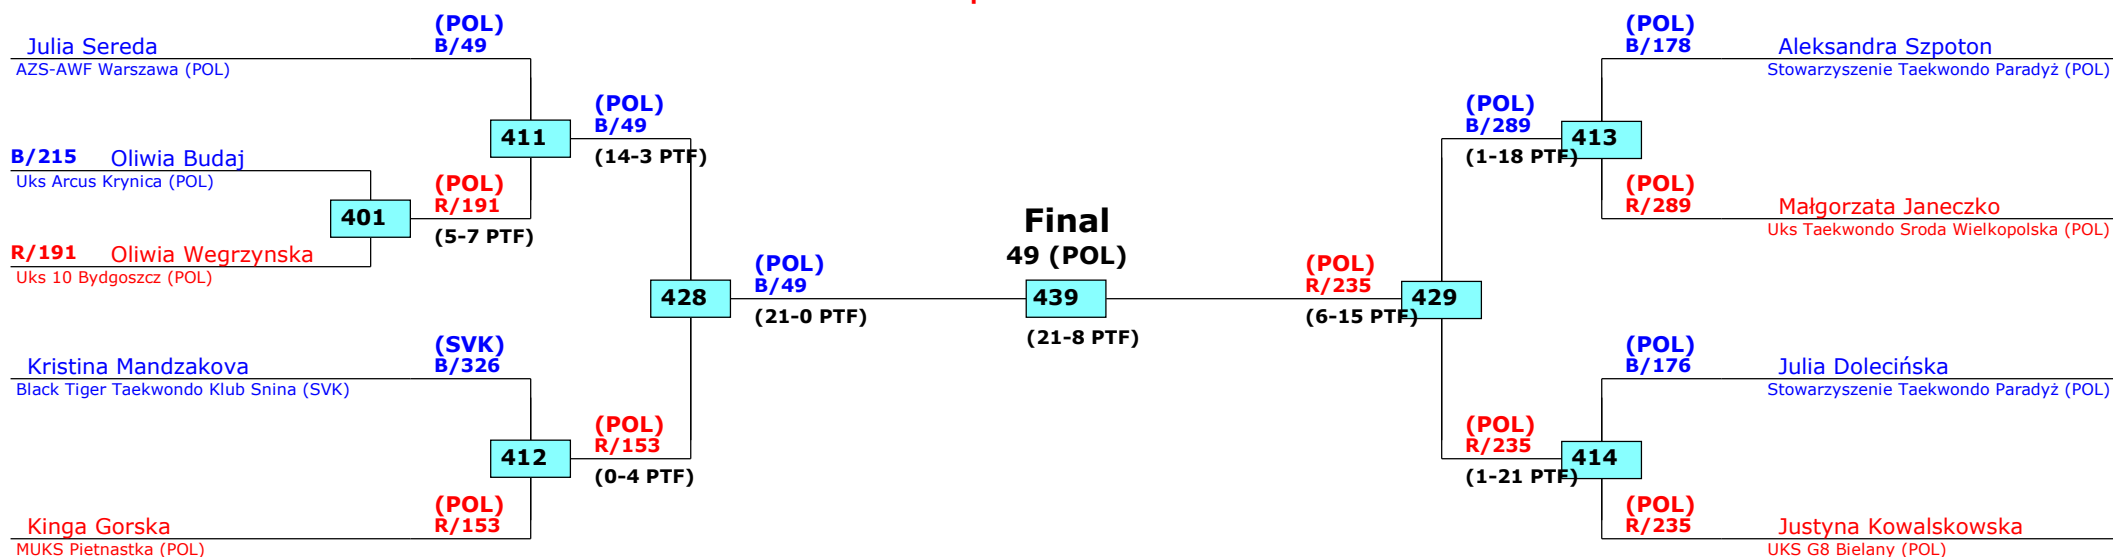 (POL)
B/49
Julia Sereda
AZS-AWF Warszawa (POL)
B/215 Oliwia Budaj
Uks Arcus Krynica (POL)
401
R/191 Oliwia Wegrzynska
Uks 10 Bydgoszcz (POL)
(POL)
R/191
(5-7 PTF)
411
(POL)
B/49
(14-3 PTF)
(SVK)
B/326
Kristina Mandzakova
Black Tiger Taekwondo Klub Snina (SVK)
412
(POL)
R/153
(0-4 PTF)
(POL)
R/153
Kinga Gorska
MUKS Pietnastka (POL)
428
(POL)
B/49
(21-0 PTF)
Final
49 (POL)
439
(21-8 PTF)
(POL)
R/235
(6-15 PTF)
429
(POL)
B/289
(1-18 PTF)
413
(POL)
B/178
Aleksandra Szpoton
Stowarzyszenie Taekwondo Paradyż (POL)
(POL)
R/289
Małgorzata Janeczko
Uks Taekwondo Sroda Wielkopolska (POL)
(POL)
R/235
(1-21 PTF)
414
(POL)
B/176
Julia Dolecińska
Stowarzyszenie Taekwondo Paradyż (POL)
(POL)
R/235
Justyna Kowalskowska
UKS G8 Bielany (POL)